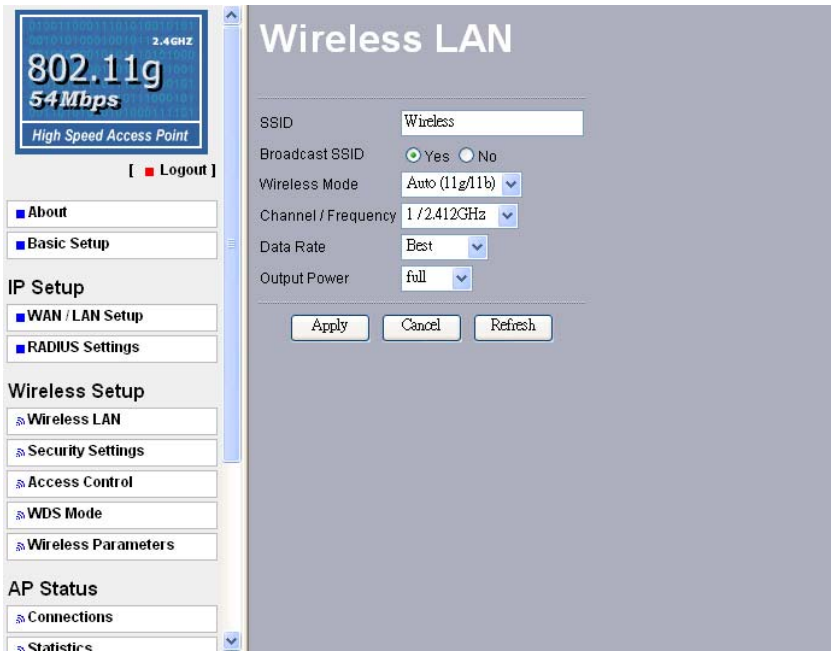 2.4GHZ
802.11g
54Mbps
High Speed Access Point
[ Logout ]
About
Basic Setup
IP Setup
WAN / LAN Setup
RADIUS Settings
Wireless Setup
Wireless LAN
Security Settings
Access Control
WDS Mode
Wireless Parameters
AP Status
Connections
Statistics
Wireless LAN
SSID Wireless
Broadcast SSID Yes No
Wireless Mode Auto (11g/11b)
Channel / Frequency 1 / 2.412GHz
Data Rate Best
Output Power full
Apply Cancel Refresh